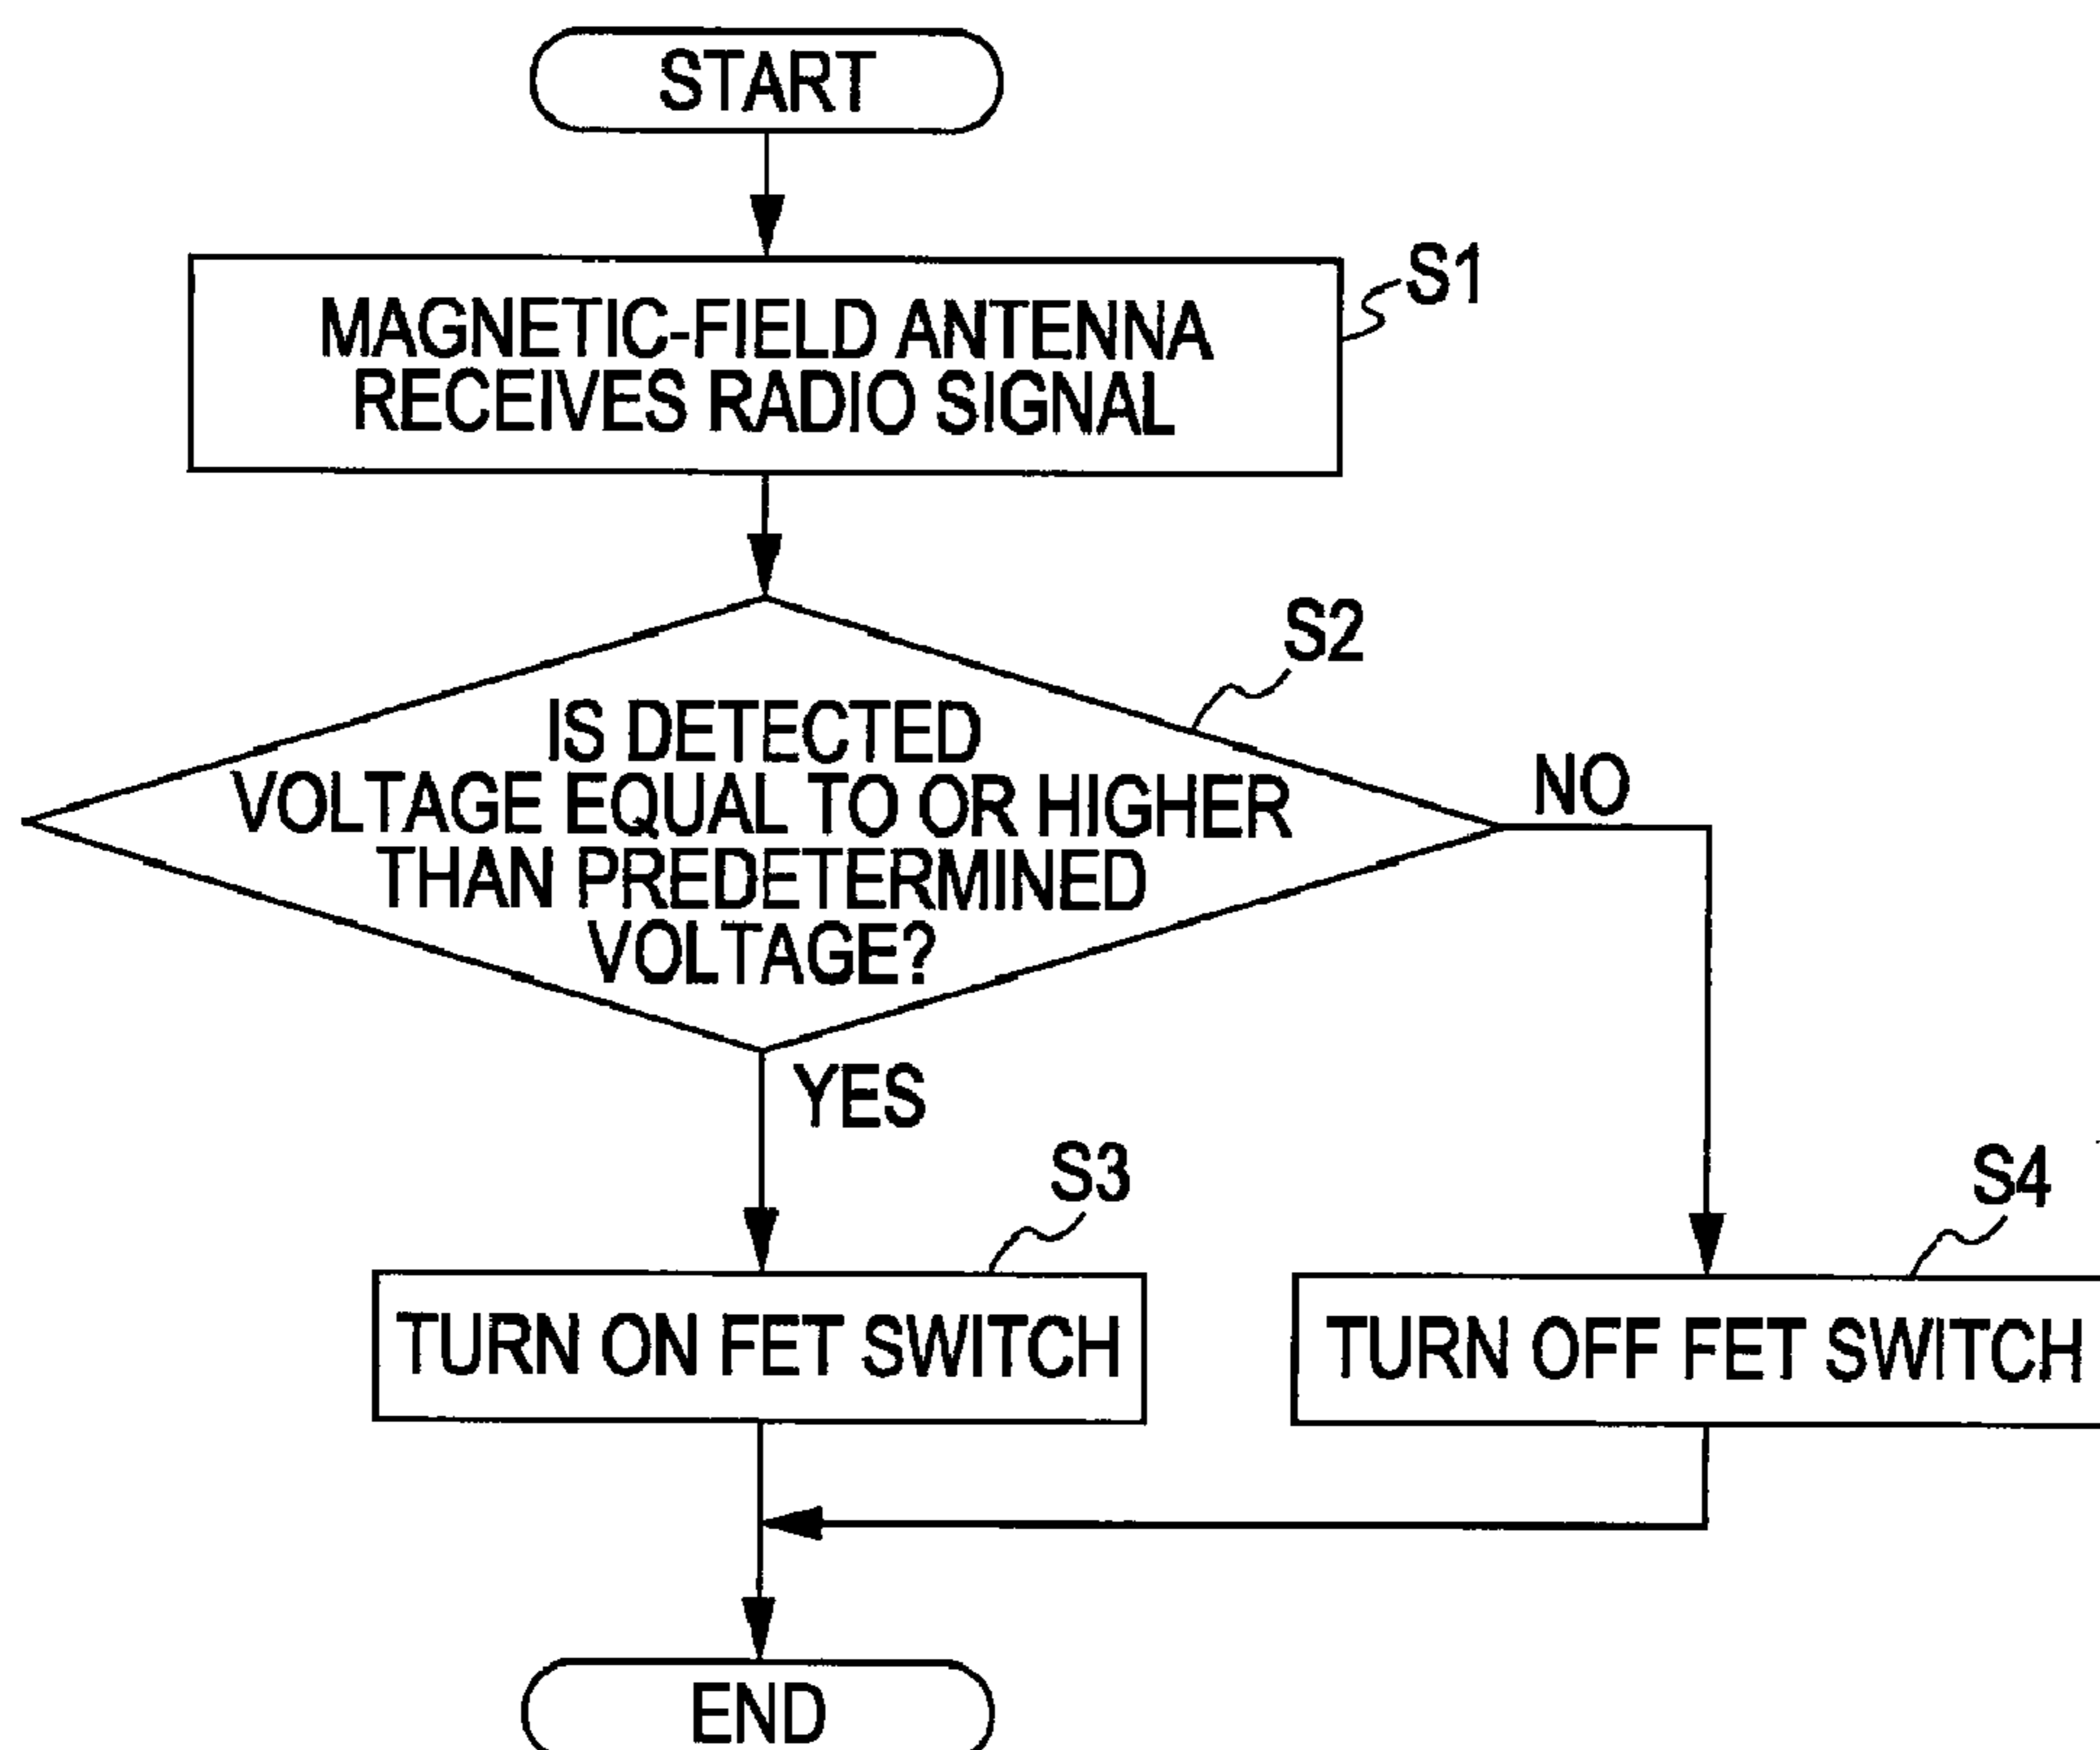 START
S1
MAGNETIC-FIELD ANTENNA
RECEIVES RADIO SIGNAL
S2
IS DETECTED
VOLTAGE EQUAL TO OR HIGHER
THAN PREDETERMINED
VOLTAGE?
NO
YES
S3
S4
TURN ON FET SWITCH
TURN OFF FET SWITCH
END